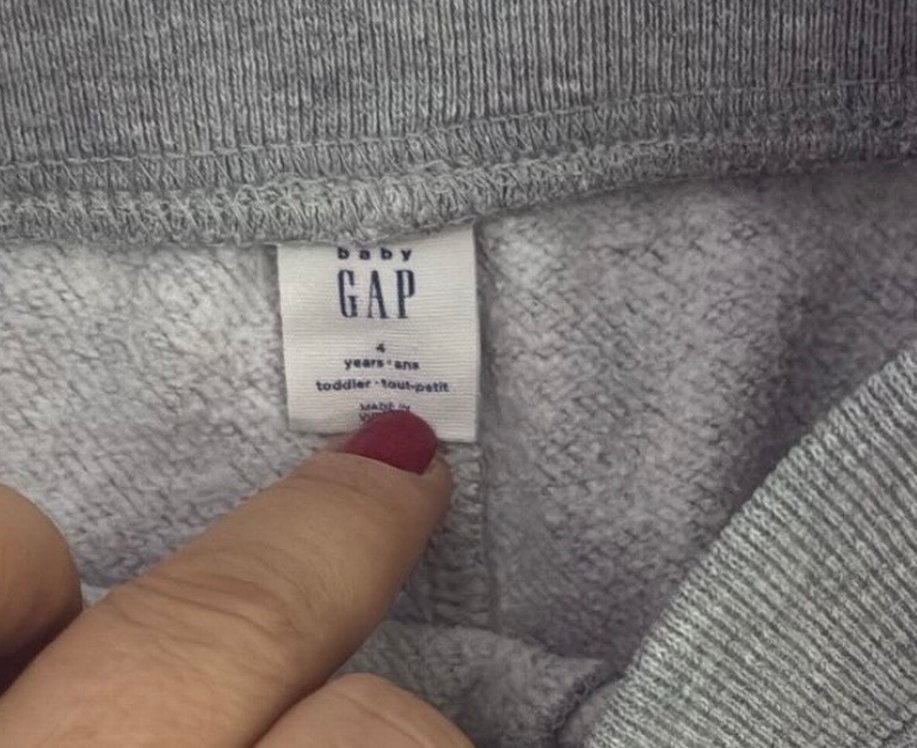 baby
GAP
4
years·ans
toddler·tout-petit
MADE IN